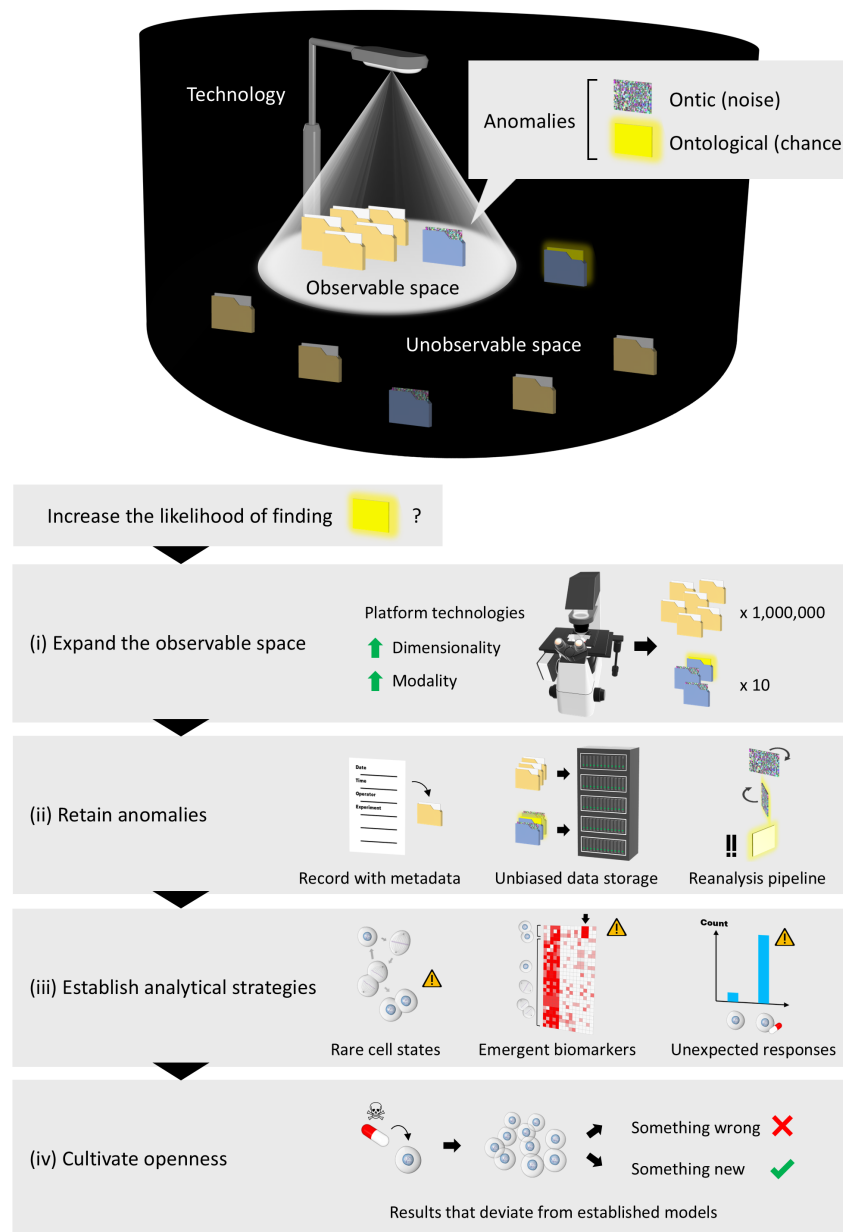 Technology
Anomalies
Ontic (noise)
Ontological (chance
Observable space
Unobservable space
Increase the likelihood of finding ?
(i) Expand the observable space
Platform technologies
Dimensionality
Modality
x 1,000,000
x 10
(ii) Retain anomalies
Date
Time
Operator
Experiment
!!
Record with metadata
Unbiased data storage
Reanalysis pipeline
(iii) Establish analytical strategies
Count
Rare cell states
Emergent biomarkers
Unexpected responses
(iv) Cultivate openness
Something wrong
Something new
Results that deviate from established models